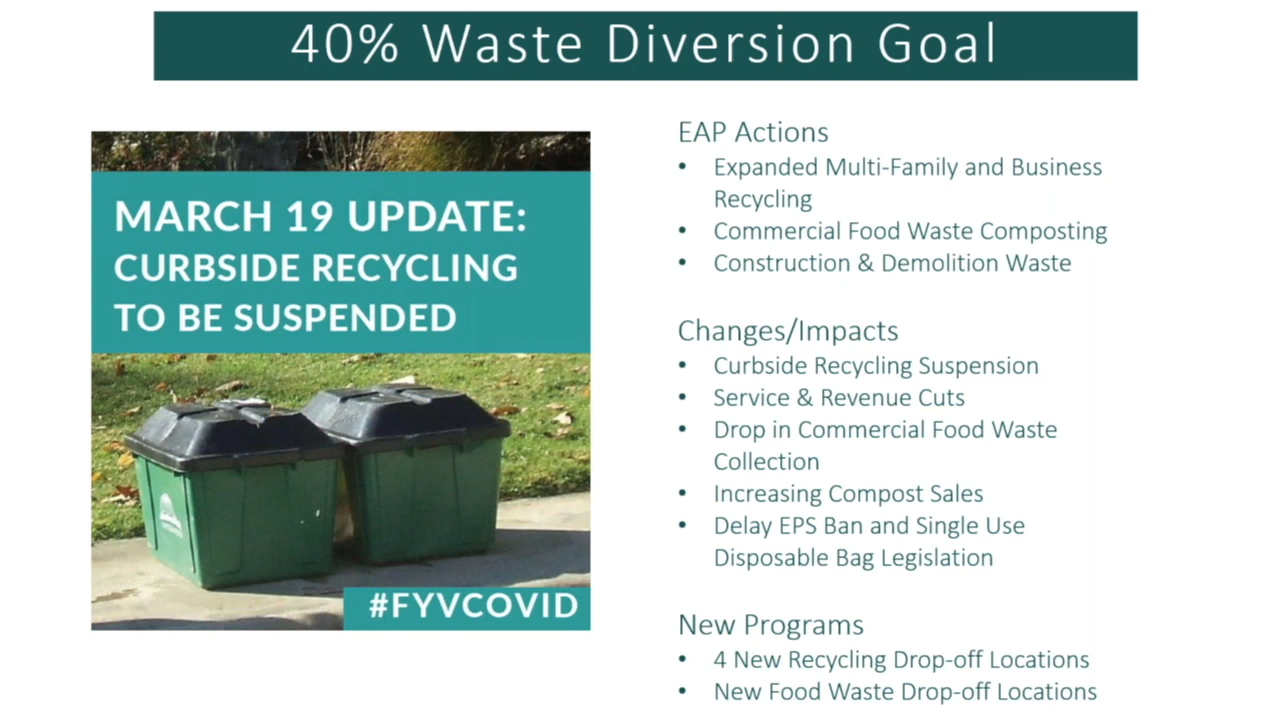 40% Waste Diversion Goal
MARCH 19 UPDATE:
CURBSIDE RECYCLING
TO BE SUSPENDED
#FYVCOVID
EAP Actions
• Expanded Multi-Family and Business
Recycling
• Commercial Food Waste Composting
• Construction & Demolition Waste
Changes/Impacts
• Curbside Recycling Suspension
• Service & Revenue Cuts
• Drop in Commercial Food Waste
Collection
• Increasing Compost Sales
• Delay EPS Ban and Single Use
Disposable Bag Legislation
New Programs
• 4 New Recycling Drop-off Locations
• New Food Waste Drop-off Locations